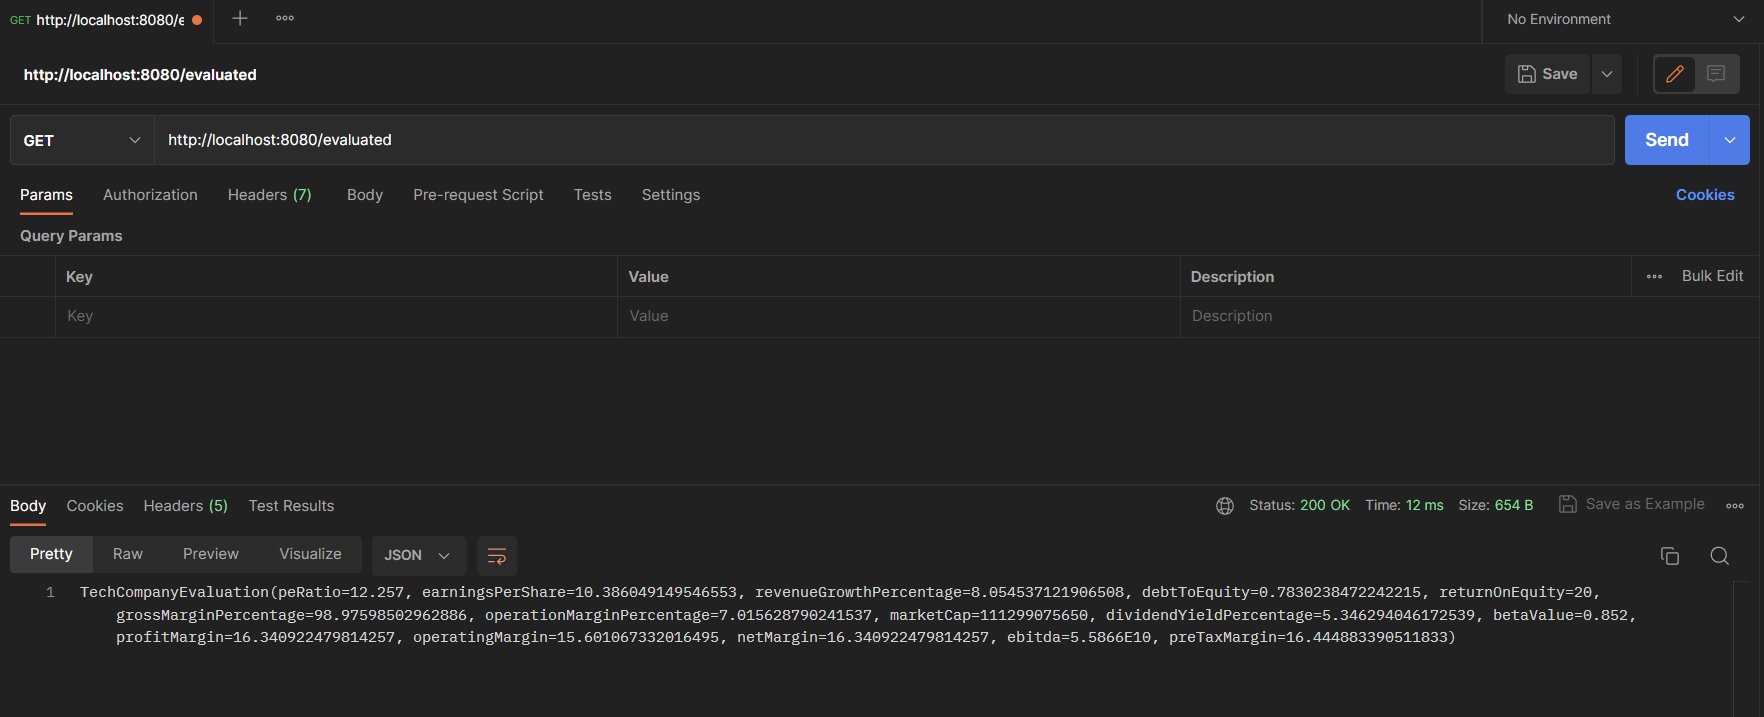 GET http://localhost:8080/e
No Environment
http://localhost:8080/evaluated
Save
GET http://localhost:8080/evaluated
Send
Params Authorization Headers (7) Body Pre-request Script Tests Settings Cookies
Query Params
Key Value Description Bulk Edit
Key Value Description
Body Cookies Headers (5) Test Results Status: 200 OK Time: 12 ms Size: 654 B Save as Example
Pretty Raw Preview Visualize JSON
1 TechCompanyEvaluation(peRatio=12.257, earningsPerShare=10.386049149546553, revenueGrowthPercentage=8.054537121906508, debtToEquity=0.7830238472242215, returnOnEquity=20,
grossMarginPercentage=98.97598502962886, operationMarginPercentage=7.015628790241537, marketCap=111299075650, dividendYieldPercentage=5.346294046172539, betaValue=0.852,
profitMargin=16.340922479814257, operatingMargin=15.601067332016495, netMargin=16.340922479814257, ebitda=5.5866E10, preTaxMargin=16.444883390511833)